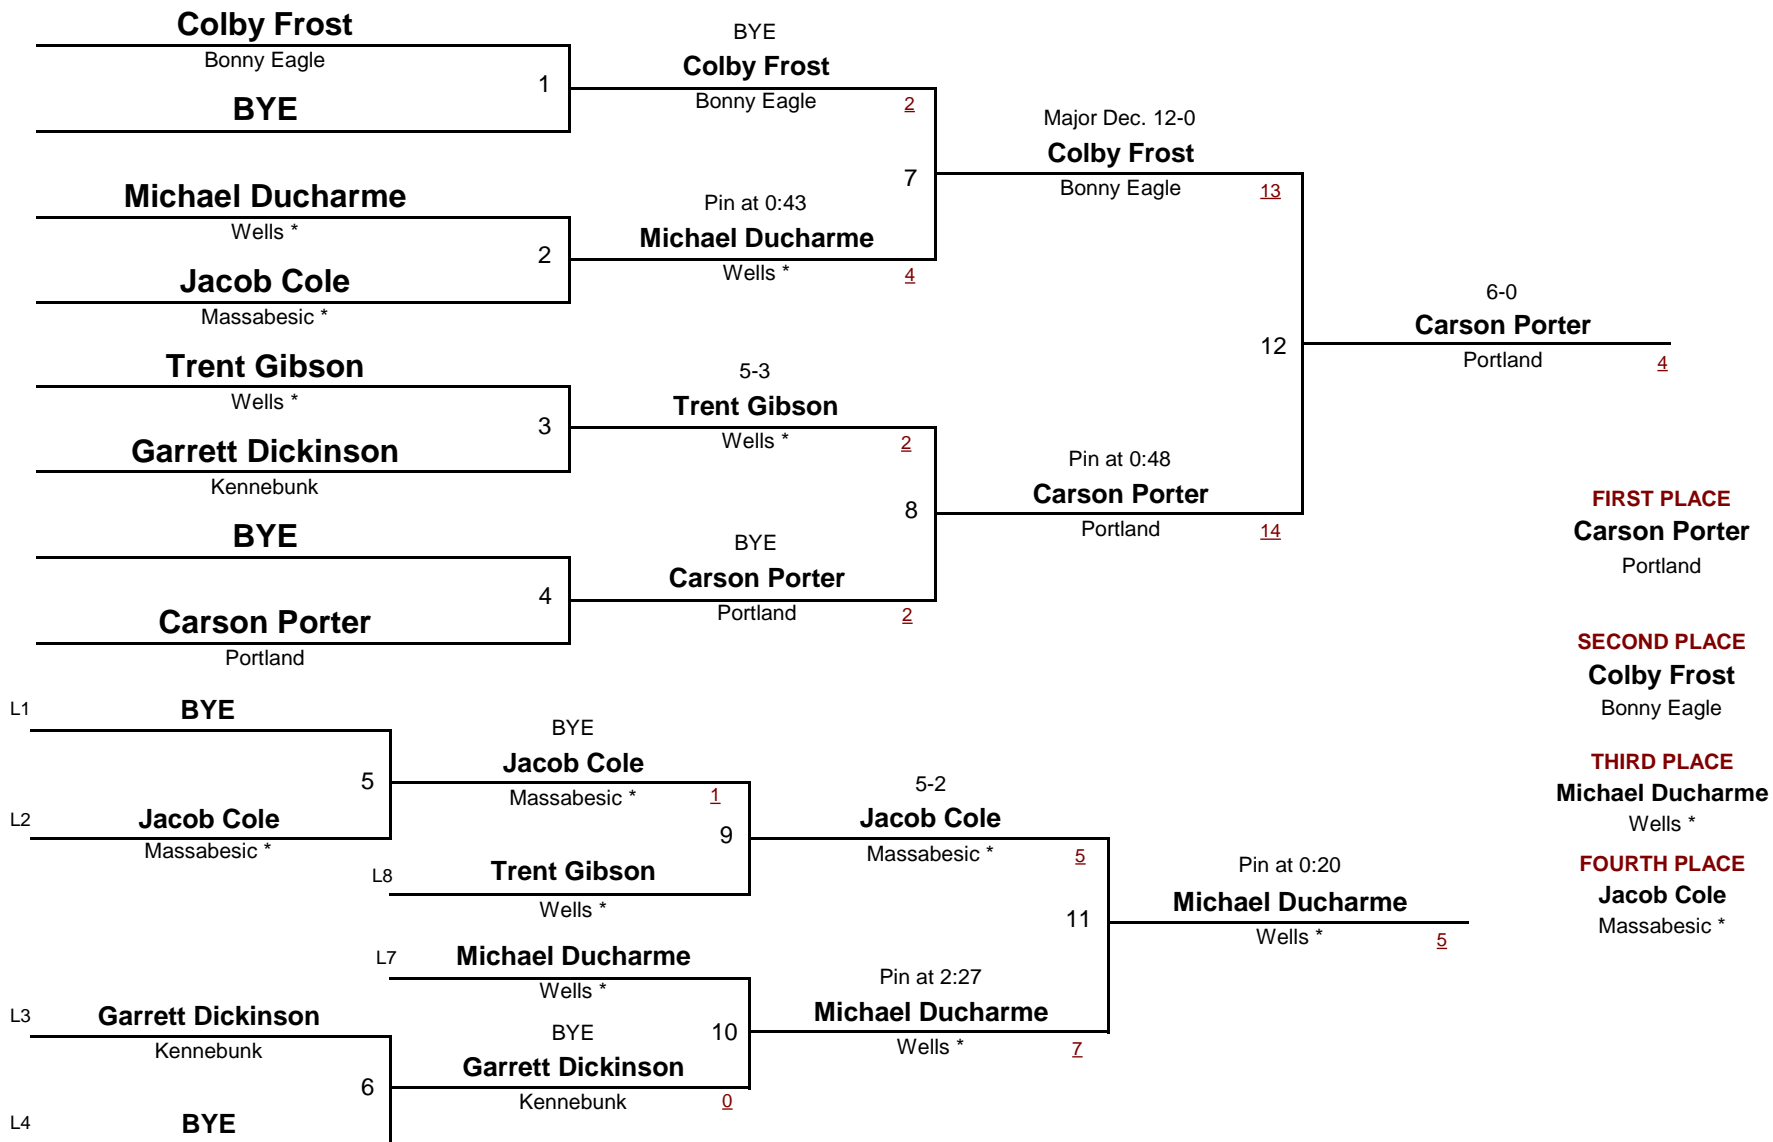 Colby Frost
Bonny Eagle
1
BYE
BYE
Colby Frost
Bonny Eagle
2
Michael Ducharme
Wells *
2
Jacob Cole
Massabesic *
Pin at 0:43
Michael Ducharme
Wells *
4
7
Major Dec. 12-0
Colby Frost
Bonny Eagle
13
Trent Gibson
Wells *
3
Garrett Dickinson
Kennebunk
5-3
Trent Gibson
Wells *
2
BYE
4
Carson Porter
Portland
BYE
Carson Porter
Portland
2
8
Pin at 0:48
Carson Porter
Portland
14
12
6-0
Carson Porter
Portland
4
FIRST PLACE
Carson Porter
Portland
SECOND PLACE
Colby Frost
Bonny Eagle
THIRD PLACE
Michael Ducharme
Wells *
FOURTH PLACE
Jacob Cole
Massabesic *
L1 BYE
5
L2 Jacob Cole
Massabesic *
BYE
Jacob Cole
Massabesic *
1
9
L8 Trent Gibson
Wells *
5-2
Jacob Cole
Massabesic *
5
L7 Michael Ducharme
Wells *
10
L3 Garrett Dickinson
Kennebunk
6
L4 BYE
BYE
Garrett Dickinson
Kennebunk
0
Pin at 2:27
Michael Ducharme
Wells *
7
11
Pin at 0:20
Michael Ducharme
Wells *
5